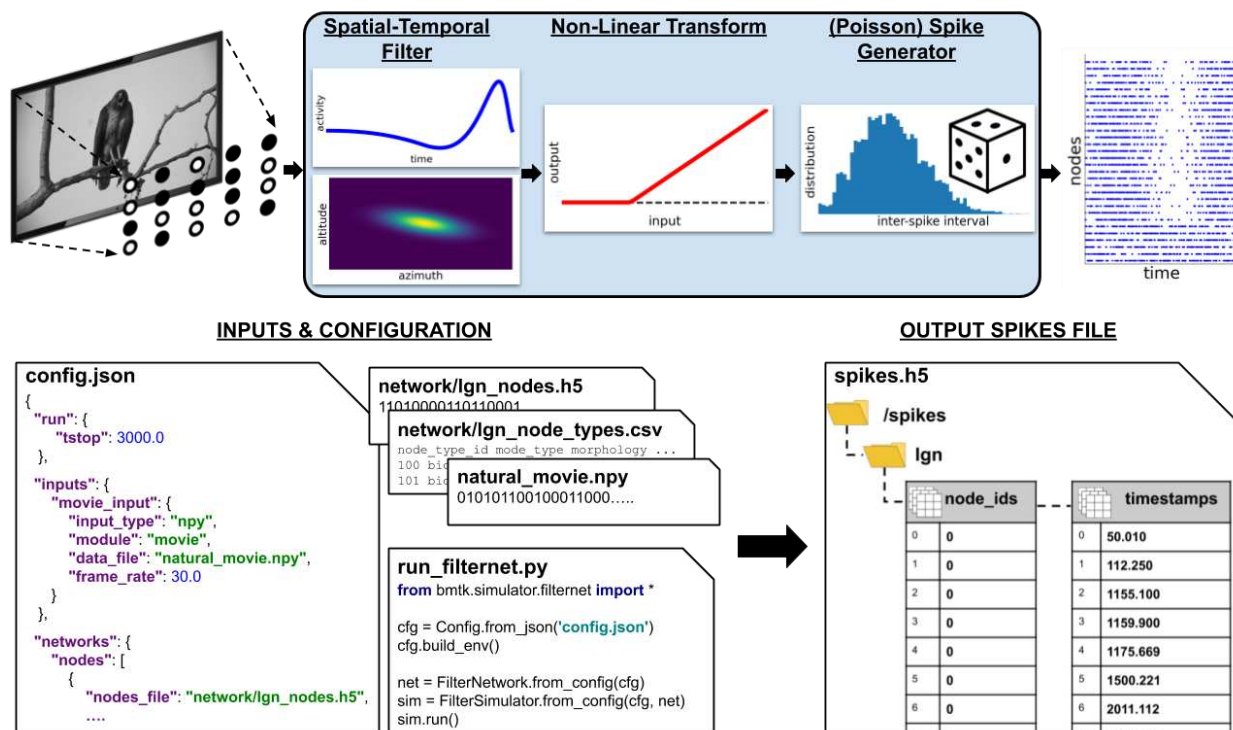 Spatial-Temporal
Filter
Non-Linear Transform
(Poisson) Spike
Generator
activity
time
altitude
azimuth
output
input
distribution
inter-spike interval
nodes
time
INPUTS & CONFIGURATION
OUTPUT SPIKES FILE
config.json
{
"run": {
"tstop": 3000.0
},
"inputs": {
"movie_input": {
"input_type": "npy",
"module": "movie",
"data_file": "natural_movie.npy",
"frame_rate": 30.0
}
},
"networks": {
"nodes": [
{
"nodes_file": "network/lgn_nodes.h5",
....
network/lgn_nodes.h5
11010000110110001
network/lgn_node_types.csv
node_type_id mode_type morphology ...
100 bio
101 bio
natural_movie.npy
010101100100011000.....
run_filternet.py
from bmtk.simulator.filternet import *
cfg = Config.from_json('config.json')
cfg.build_env()
net = FilterNetwork.from_config(cfg)
sim = FilterSimulator.from_config(cfg, net)
sim.run()
spikes.h5
/spikes
lgn
node_ids
timestamps
0 0 0 50.010
1 0 1 112.250
2 0 2 1155.100
3 0 3 1159.900
4 0 4 1175.669
5 0 5 1500.221
6 0 6 2011.112